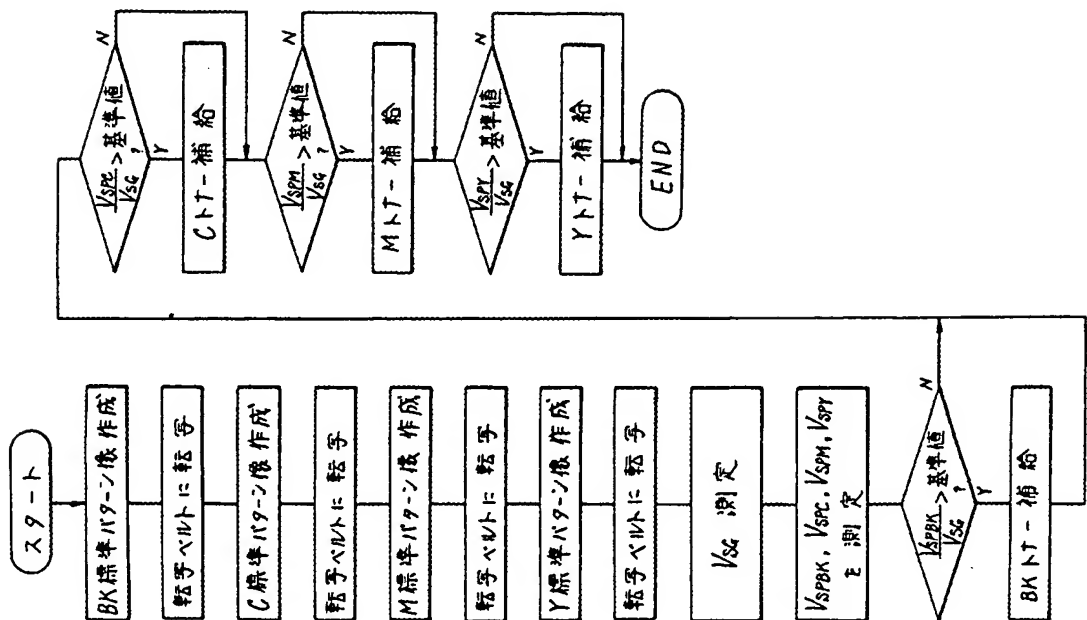 スタート
BK標準パターン像作成
転写ベルトに転写
C標準パターン像作成
転写ベルトに転写
M標準パターン像作成
転写ベルトに転写
Y標準パターン像作成
転写ベルトに転写
VSG 測定
VSPBK, VSPC, VSPM, VSPY
を測定
VSPBK/VSG >基準値
?
N
Y
BKトナー補給
VSPC/VSG >基準値
?
N
Y
Cトナー補給
VSPM/VSG >基準値
?
N
Y
Mトナー補給
VSPY/VSG >基準値
?
N
Y
Yトナー補給
END